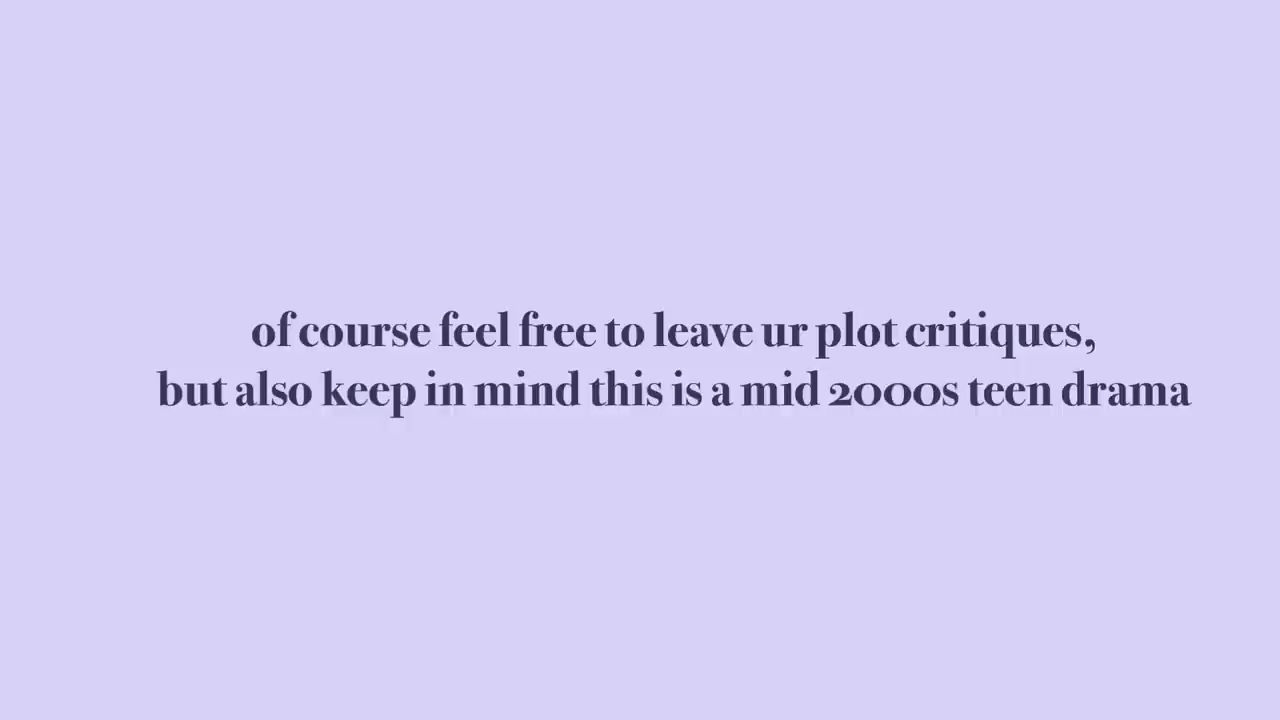 of course feel free to leave ur plot critiques,
but also keep in mind this is a mid 2000s teen drama